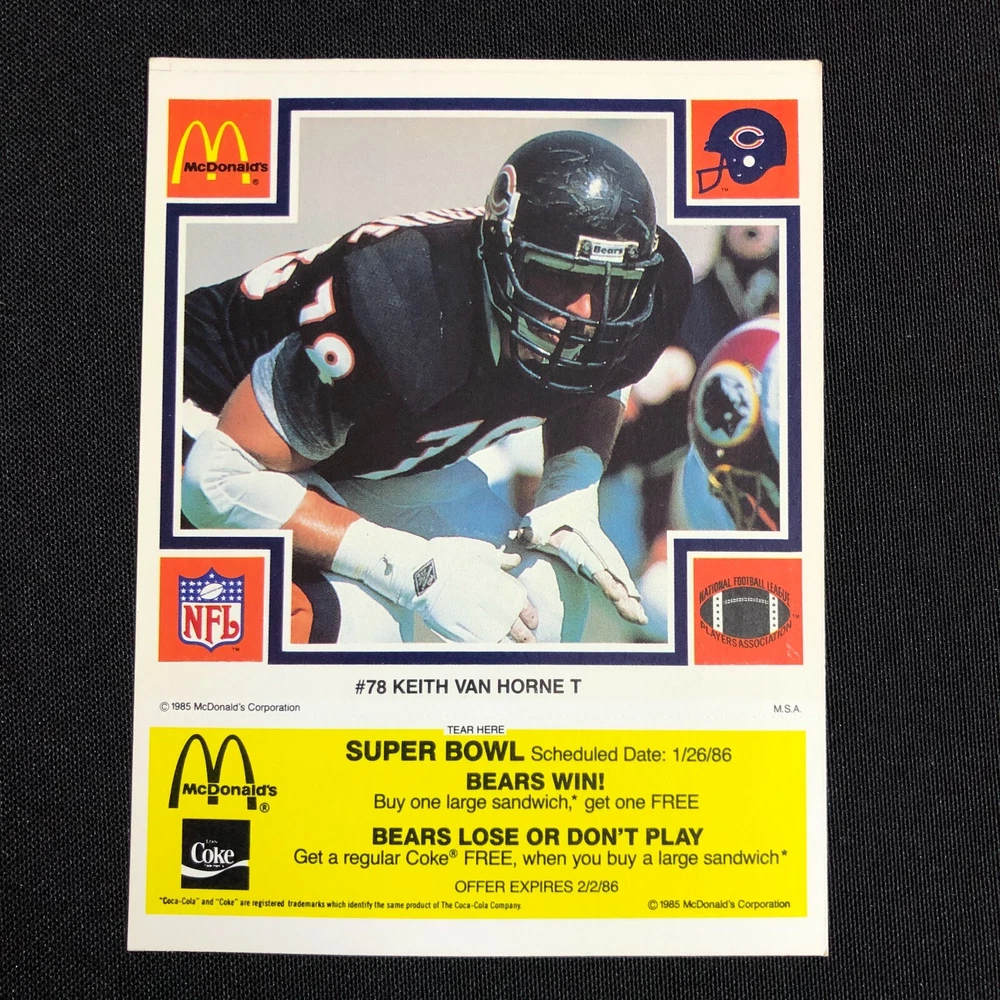 McDonald's®
C
Bears
78
NFL
NATIONAL FOOTBALL LEAGUE
PLAYERS ASSOCIATION
#78 KEITH VAN HORNE T
© 1985 McDonald's Corporation
M.S.A.
TEAR HERE
SUPER BOWL Scheduled Date: 1/26/86
BEARS WIN!
Buy one large sandwich,* get one FREE
McDonald's®
BEARS LOSE OR DON'T PLAY
Get a regular Coke® FREE, when you buy a large sandwich*
Coke
OFFER EXPIRES 2/2/86
"Coca-Cola" and "Coke" are registered trademarks which identify the same product of The Coca-Cola Company.
© 1985 McDonald's Corporation